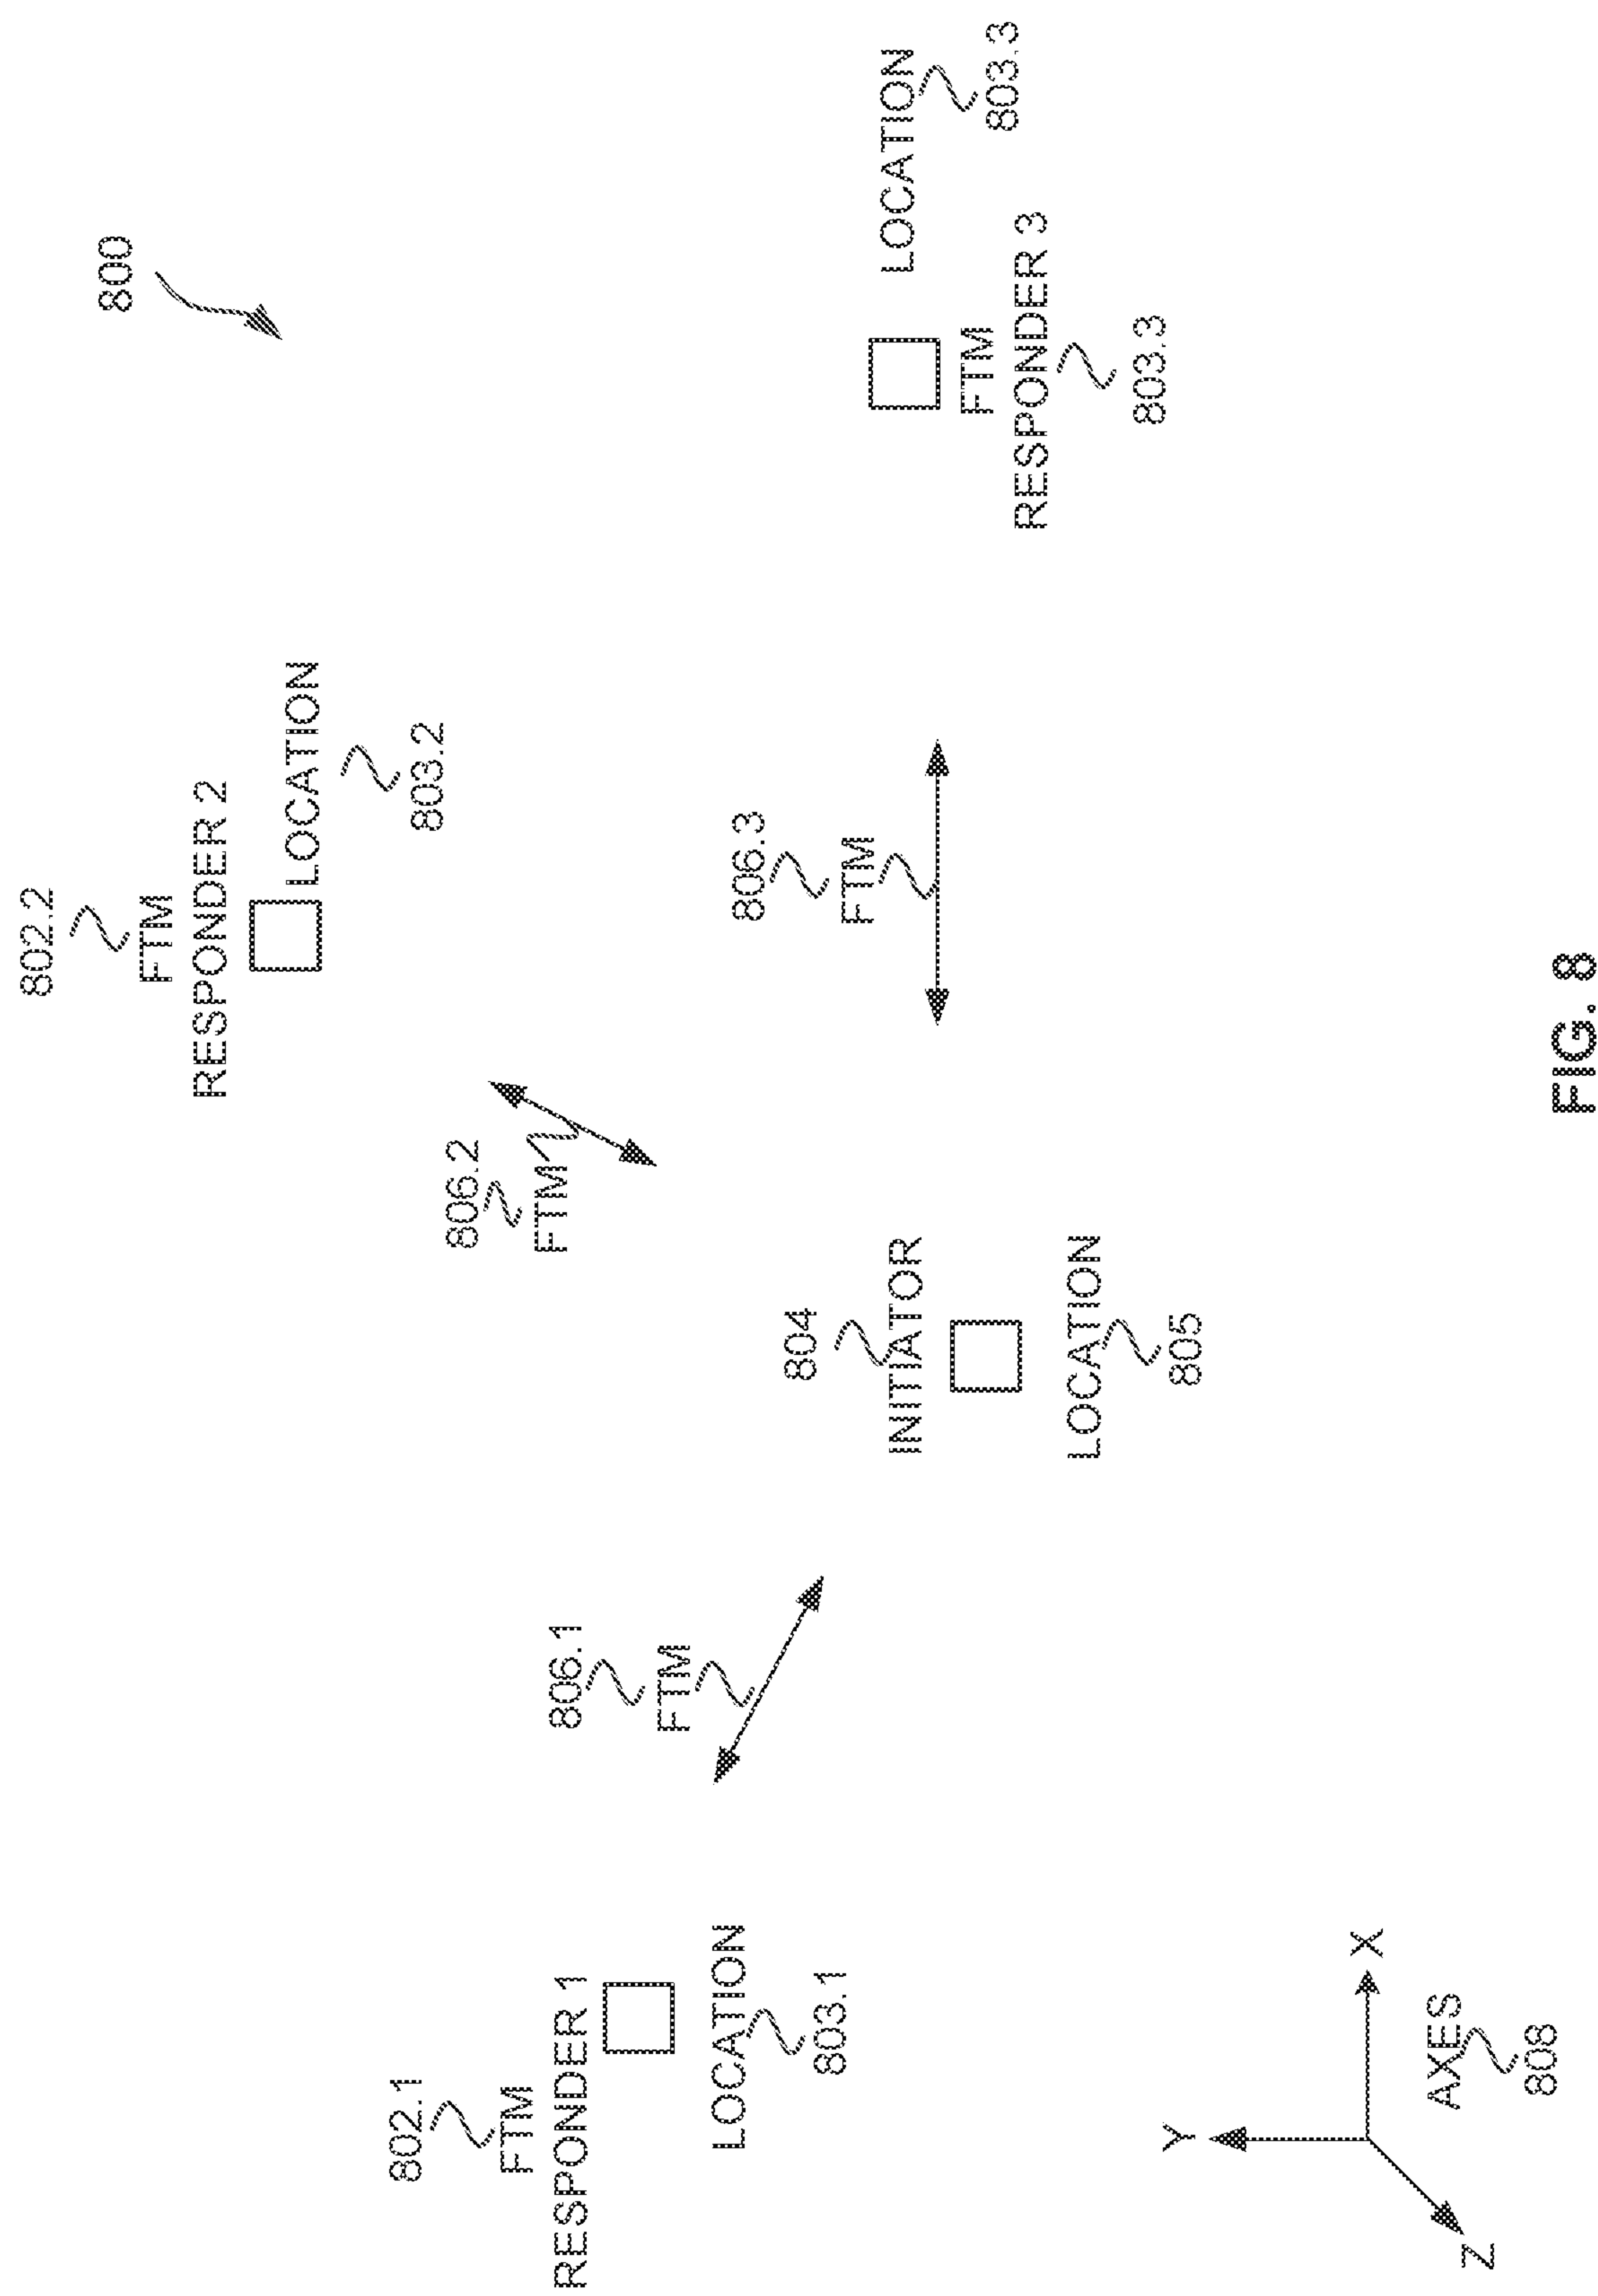 800
802.2
FTM
RESPONDER 2
LOCATION
803.2
802.1
FTM
RESPONDER 1
LOCATION
803.1
806.1
FTM
806.2
FTM
806.3
FTM
804
INITIATOR
LOCATION
805
LOCATION
803.3
FTM
RESPONDER 3
803.3
Y
X
Z
AXES
808
FIG. 8